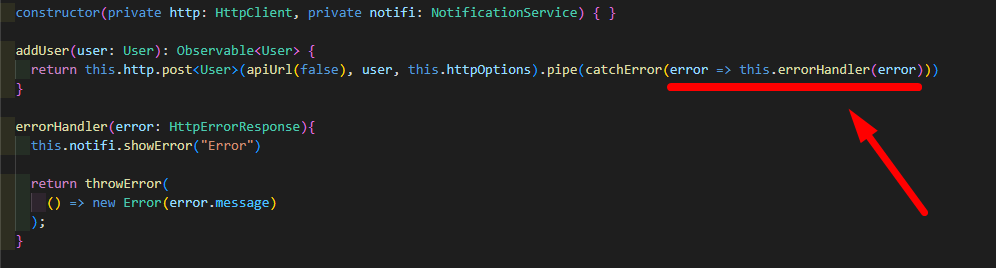 constructor(private http: HttpClient, private notifi: NotificationService) { }
addUser(user: User): Observable<User> {
return this.http.post<User>(apiUrl(false), user, this.httpOptions).pipe(catchError(error => this.errorHandler(error)))
}
errorHandler(error: HttpErrorResponse){
this.notifi.showError("Error")
return throwError(
() => new Error(error.message)
);
}